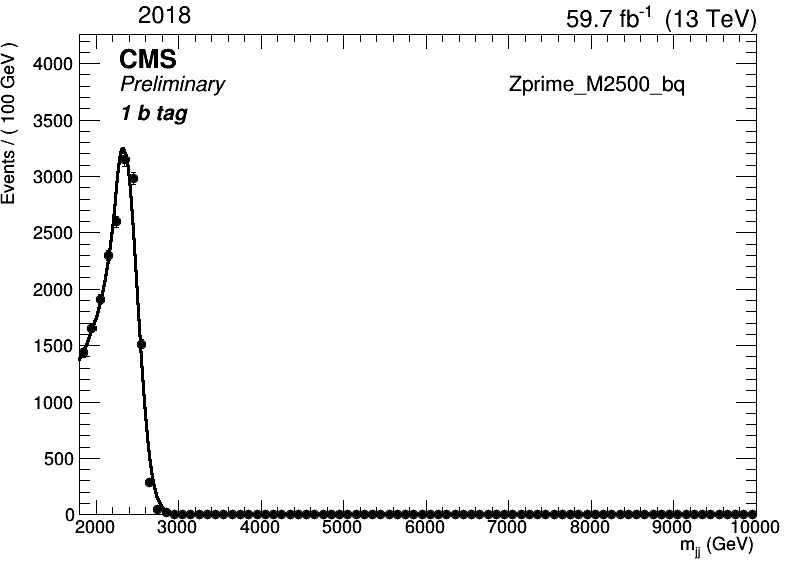 2018
59.7 fb⁻¹ (13 TeV)
CMS
Preliminary
1 b tag
Zprime_M2500_bq
Events / ( 100 GeV )
4000
3500
3000
2500
2000
1500
1000
500
0
2000 3000 4000 5000 6000 7000 8000 9000 10000
m_jj (GeV)